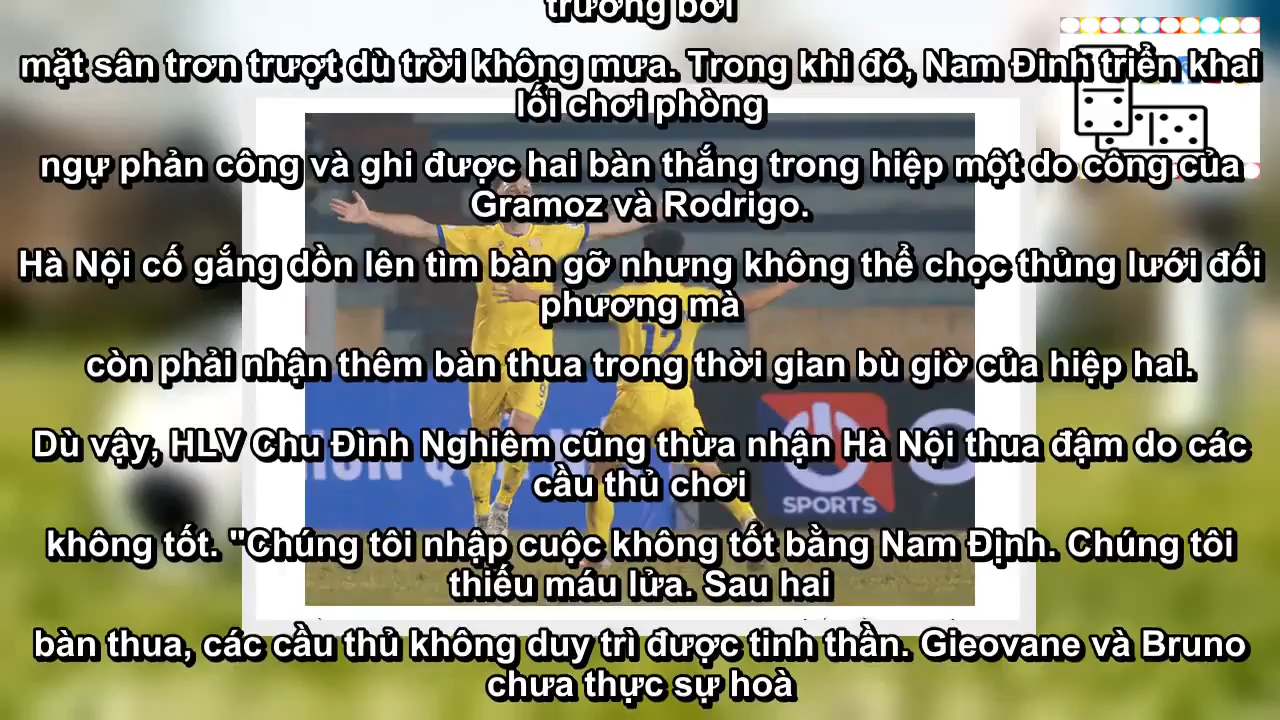 trường bởi
mặt sân trơn trượt dù trời không mưa. Trong khi đó, Nam Đinh triển khai
lối chơi phòng
ngự phản công và ghi được hai bàn thắng trong hiệp một do công của
Gramoz và Rodrigo.
Hà Nội cố gắng dồn lên tìm bàn gỡ nhưng không thể chọc thủng lưới đối
phương mà
còn phải nhận thêm bàn thua trong thời gian bù giờ của hiệp hai.
12
Dù vậy, HLV Chu Đình Nghiêm cũng thừa nhận Hà Nội thua đậm do các
cầu thủ chơi
SPORTS
không tốt. "Chúng tôi nhập cuộc không tốt bằng Nam Định. Chúng tôi
thiếu máu lửa. Sau hai
bàn thua, các cầu thủ không duy trì được tinh thần. Gieovane và Bruno
chưa thực sự hoà